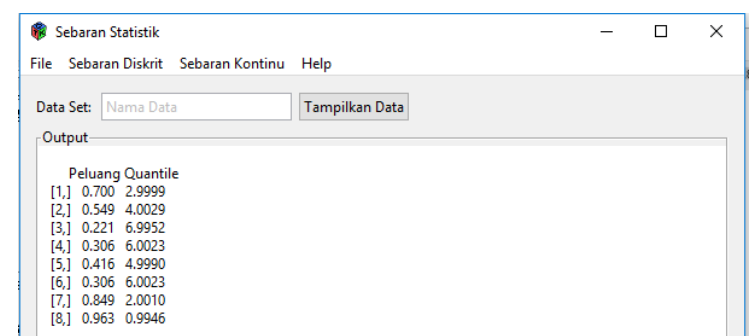 Sebaran Statistik
File Sebaran Diskrit Sebaran Kontinu Help
Data Set: Nama Data Tampilkan Data
Output
Peluang Quantile
[1,] 0.700 2.9999
[2,] 0.549 4.0029
[3,] 0.221 6.9952
[4,] 0.306 6.0023
[5,] 0.416 4.9990
[6,] 0.306 6.0023
[7,] 0.849 2.0010
[8,] 0.963 0.9946